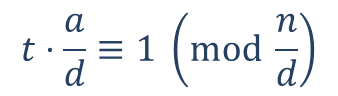 t · a/d ≡ 1 (mod n/d)